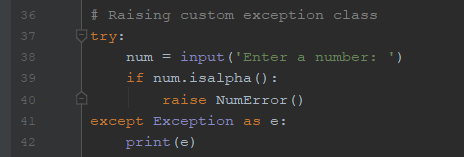 36 # Raising custom exception class
37 try:
38     num = input('Enter a number: ')
39     if num.isalpha():
40         raise NumError()
41 except Exception as e:
42     print(e)